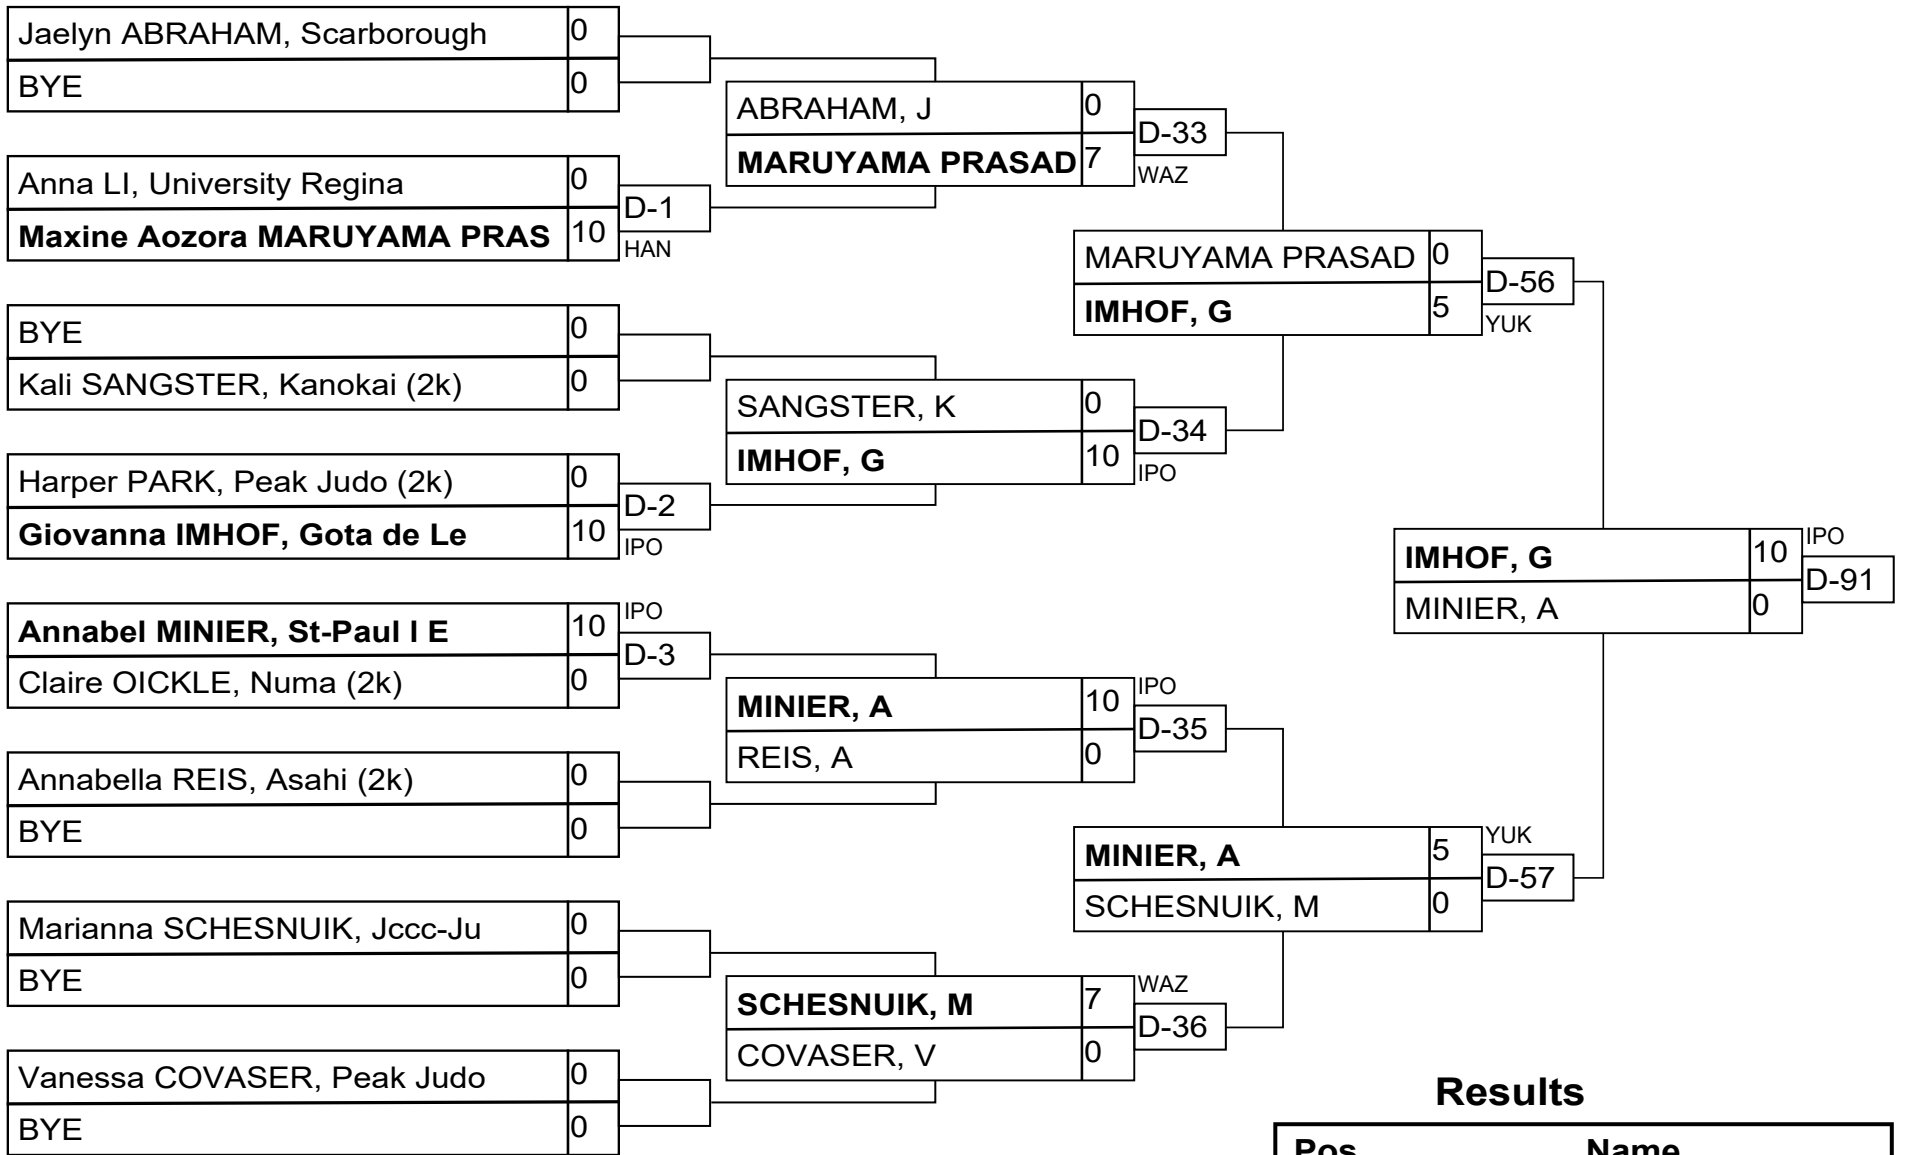 Jaelyn ABRAHAM, Scarborough 0
BYE 0
Anna LI, University Regina 0
D-1
Maxine Aozora MARUYAMA PRAS 10
HAN
BYE 0
Kali SANGSTER, Kanokai (2k) 0
Harper PARK, Peak Judo (2k) 0
D-2
Giovanna IMHOF, Gota de Le 10
IPO
Annabel MINIER, St-Paul l E 10
IPO
D-3
Claire OICKLE, Numa (2k) 0
Annabella REIS, Asahi (2k) 0
BYE 0
Marianna SCHESNUIK, Jccc-Ju 0
BYE 0
Vanessa COVASER, Peak Judo 0
BYE 0
ABRAHAM, J 0
D-33
MARUYAMA PRASAD 7
WAZ
SANGSTER, K 0
D-34
IMHOF, G 10
IPO
MINIER, A 10
IPO
D-35
REIS, A 0
SCHESNUIK, M 7
WAZ
D-36
COVASER, V 0
MARUYAMA PRASAD 0
D-56
IMHOF, G 5
YUK
MINIER, A 5
YUK
D-57
SCHESNUIK, M 0
IMHOF, G 10
IPO
D-91
MINIER, A 0
Results
Pos Name